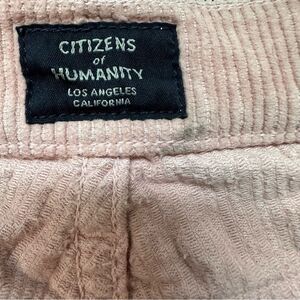 CITIZENS
of
HUMANITY
LOS ANGELES
CALIFORNIA